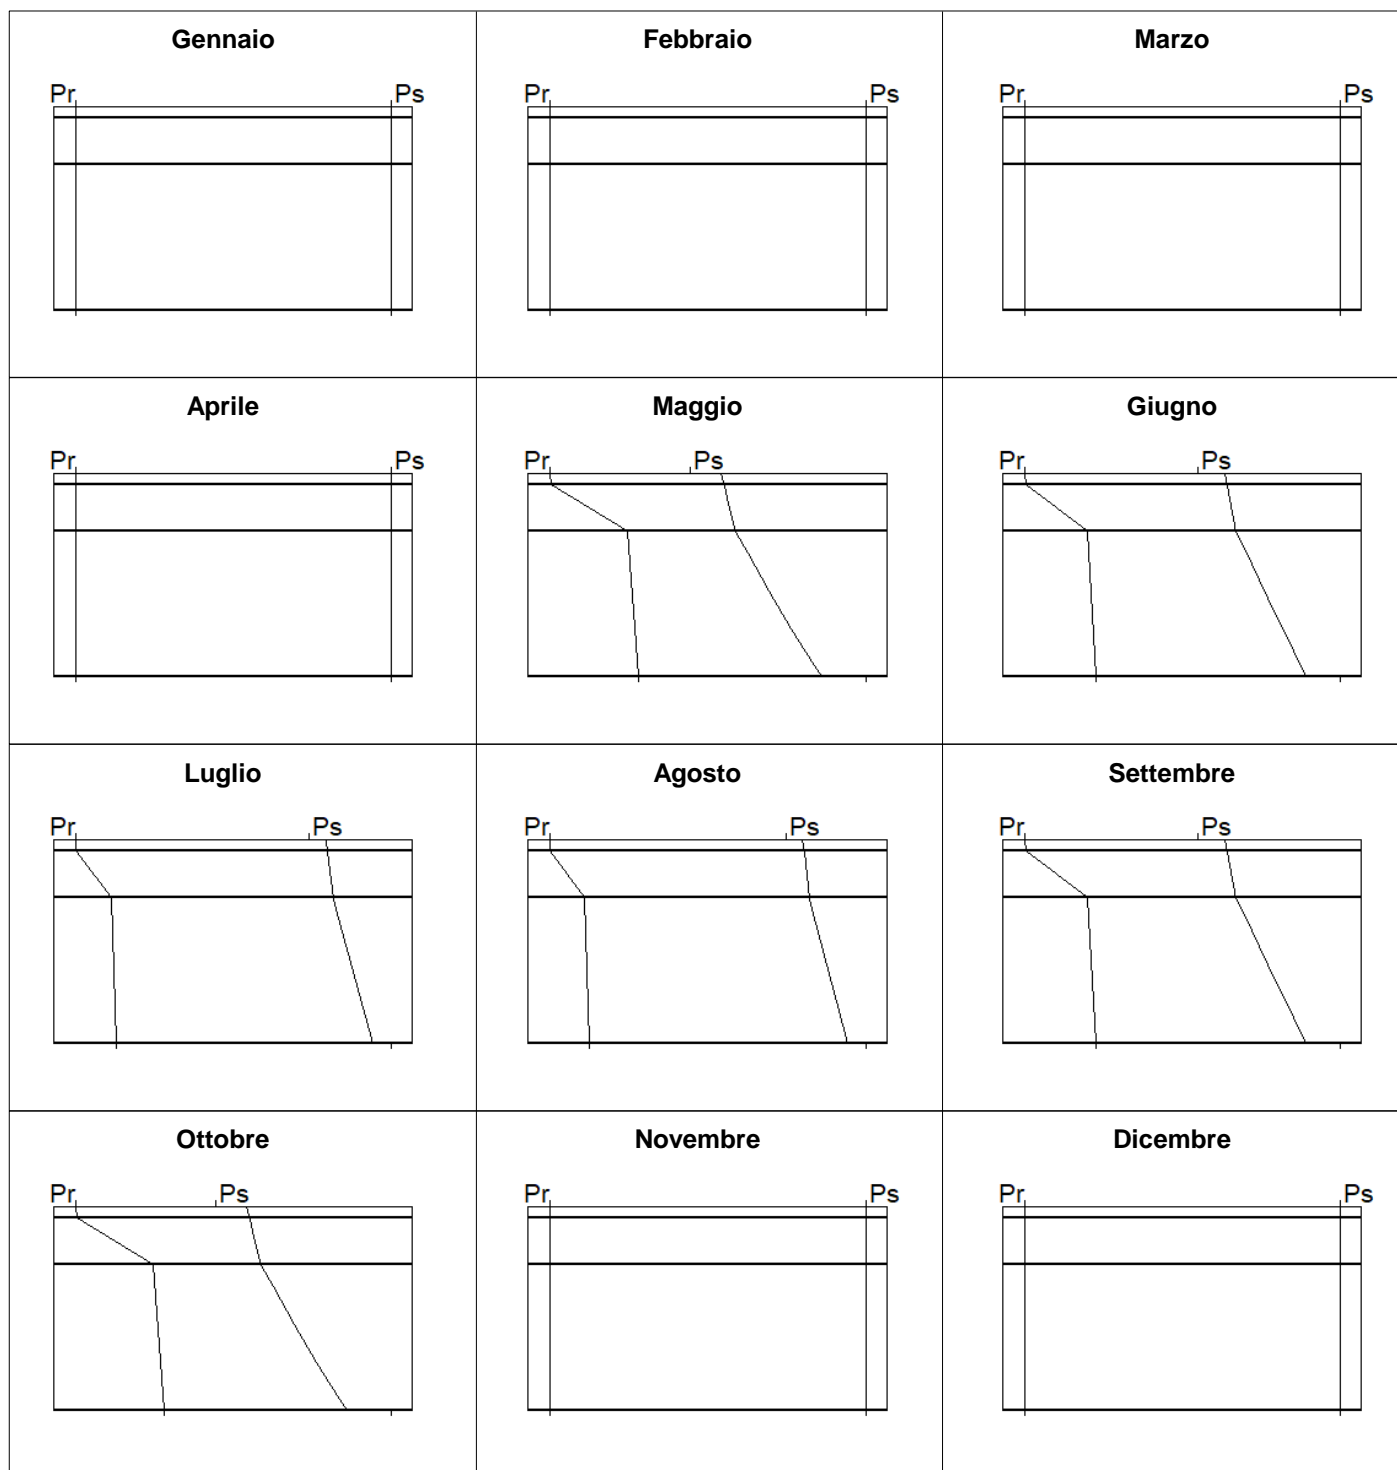 Gennaio Febbraio Marzo
Pr Ps Pr Ps Pr Ps
Aprile Maggio Giugno
Pr Ps Pr Ps Pr Ps
Luglio Agosto Settembre
Pr Ps Pr Ps Pr Ps
Ottobre Novembre Dicembre
Pr Ps Pr Ps Pr Ps